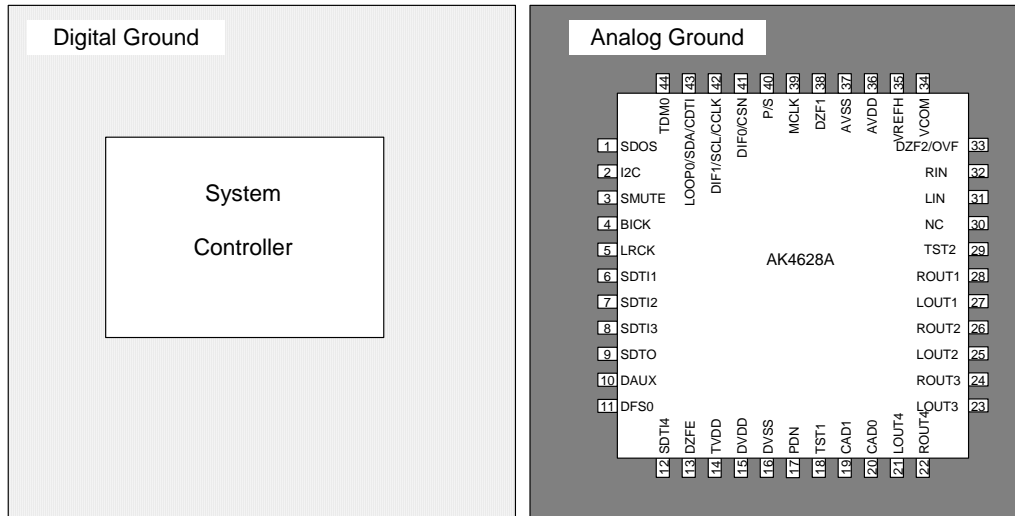 Digital Ground
System
Controller
Analog Ground
44 43 42 41 40 39 38 37 36 35 34
TDM0
LOOP0/SDA/CDTI
DIF1/SCL/CCLK
DIF0/CSN
P/S
MCLK
DZF1
AVSS
AVDD
VREFH
VCOM
1 SDOS
2 I2C
3 SMUTE
4 BICK
5 LRCK
6 SDTI1
7 SDTI2
8 SDTI3
9 SDTO
10 DAUX
11 DFS0
AK4628A
DZF2/OVF 33
RIN 32
LIN 31
NC 30
TST2 29
ROUT1 28
LOUT1 27
ROUT2 26
LOUT2 25
ROUT3 24
LOUT3 23
SDTI4
DZFE
TVDD
DVDD
DVSS
PDN
TST1
CAD1
CAD0
LOUT4
ROUT4
12 13 14 15 16 17 18 19 20 21 22